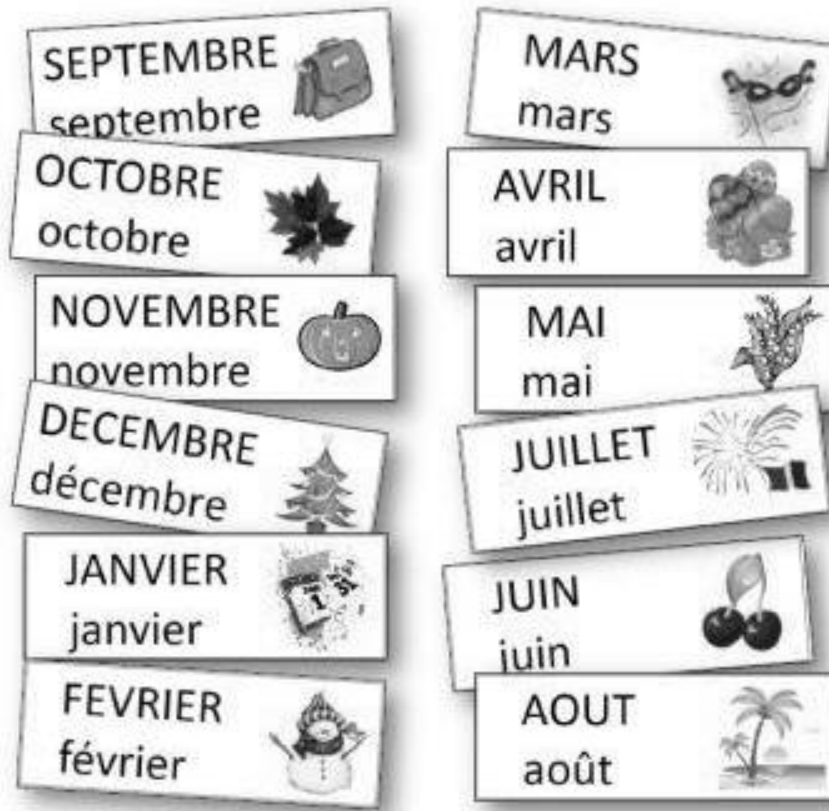 SEPTEMBRE
septembre
OCTOBRE
octobre
NOVEMBRE
novembre
DECEMBRE
décembre
JANVIER
janvier
FEVRIER
février
MARS
mars
AVRIL
avril
MAI
mai
JUILLET
juillet
JUIN
juin
AOUT
août